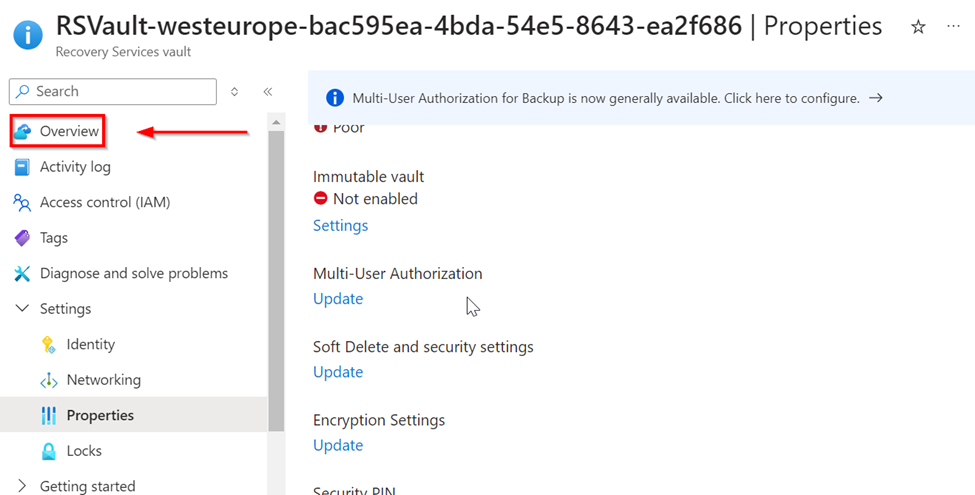 RSVault-westeurope-bac595ea-4bda-54e5-8643-ea2f686 | Properties
Recovery Services vault
Search
Overview
Activity log
Access control (IAM)
Tags
Diagnose and solve problems
Settings
Identity
Networking
Properties
Locks
Getting started
Multi-User Authorization for Backup is now generally available. Click here to configure. →
Poor
Immutable vault
Not enabled
Settings
Multi-User Authorization
Update
Soft Delete and security settings
Update
Encryption Settings
Update
Security PIN